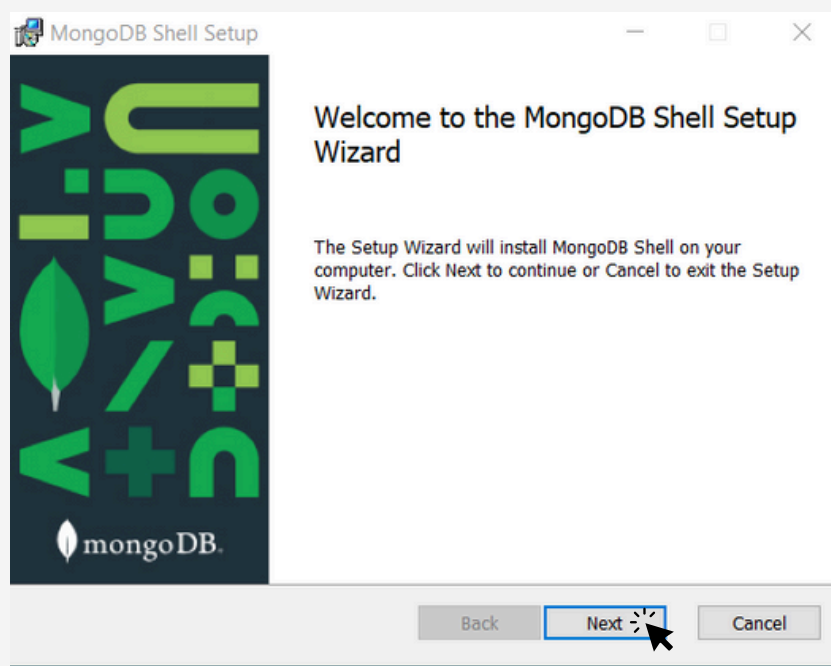 MongoDB Shell Setup
Welcome to the MongoDB Shell Setup
Wizard
The Setup Wizard will install MongoDB Shell on your
computer. Click Next to continue or Cancel to exit the Setup
Wizard.
mongoDB.
Back
Next
Cancel